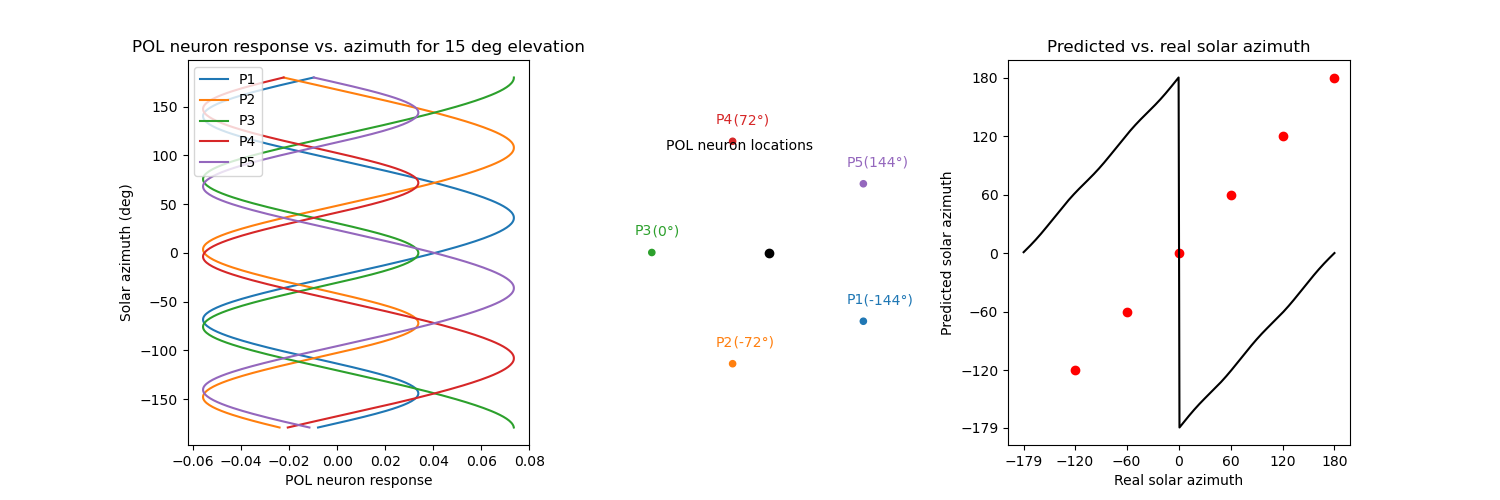 POL neuron response vs. azimuth for 15 deg elevation
P1
P2
P3
P4
P5
150
100
50
0
−50
−100
−150
Solar azimuth (deg)
−0.06 −0.04 −0.02 0.00 0.02 0.04 0.06 0.08
POL neuron response
P4(72°)
POL neuron locations
P5(144°)
P3(0°)
P1(-144°)
P2(-72°)
Predicted vs. real solar azimuth
180
120
60
0
−60
−120
−179
Predicted solar azimuth
−179 −120 −60 0 60 120 180
Real solar azimuth